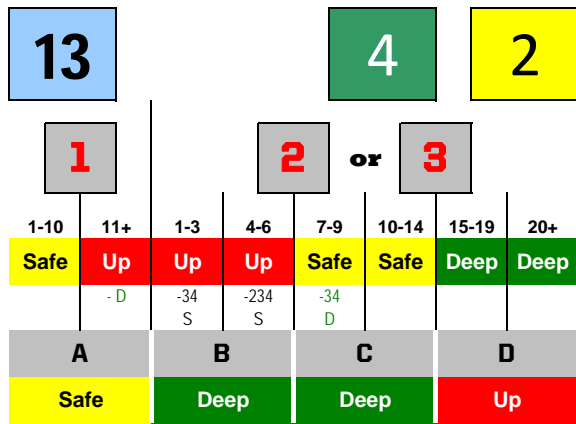 13 4 2
1 2 or 3
1-10 11+ 1-3 4-6 7-9 10-14 15-19 20+
Safe Up Up Up Safe Safe Deep Deep
- D -34 -234 -34
S S D
A B C D
Safe Deep Deep Up